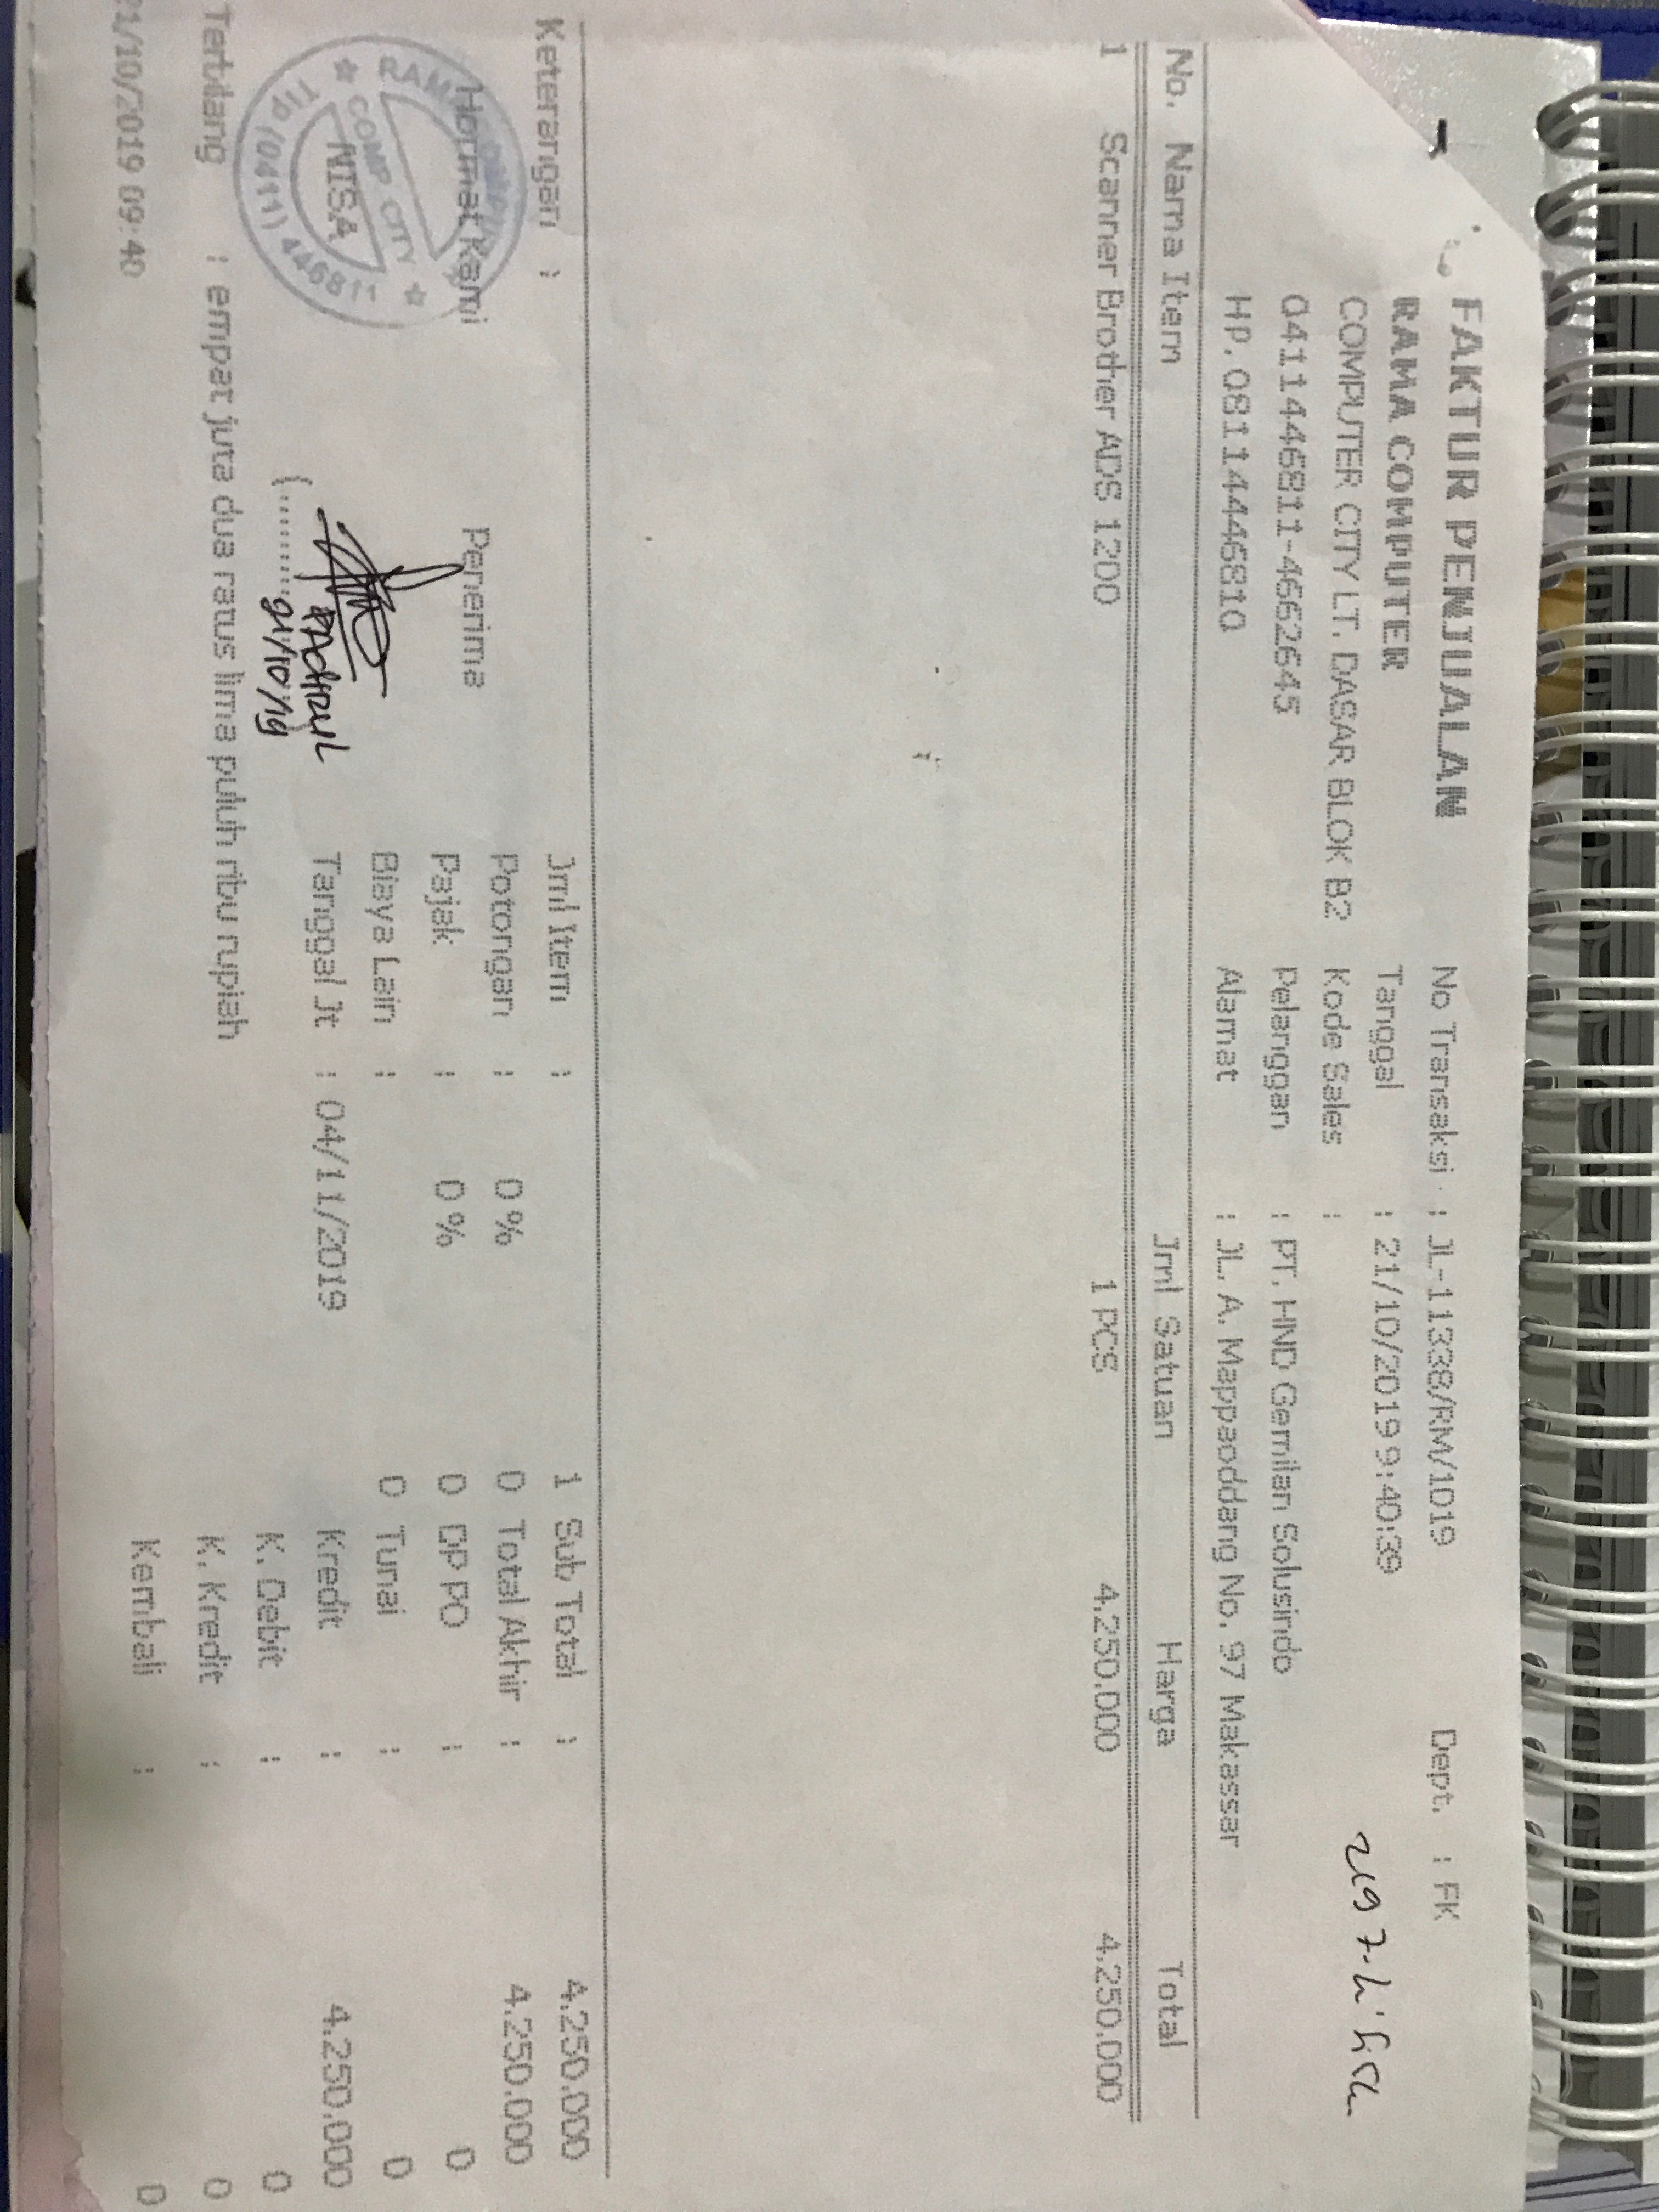 FAKTUR PENJUALAN
RAMA COMPUTER
COMPUTER CITY LT. DASAR BLOK B2
0411446811-4662645
HP. 08114446810
No Transaksi : JL-11338/RM/1019
Dept. : FK
Tanggal : 21/10/2019 9:40:39
Kode Sales :
Pelanggan : PT. HND Gemilan Solusindo
Alamat : JL. A. Mappaoddang No. 97 Makassar
No. Nama Item Jml Satuan Harga Total
1 Scanner Brother ADS 1200 1 PCS 4.250.000 4.250.000
Keterangan :
Jml Item : 1
Potongan : 0 % 0
Pajak : 0 % 0
Biaya Lain : 0
Tanggal Jt : 04/11/2019
Sub Total : 4.250.000
Total Akhir : 4.250.000
DP PO : 0
Tunai : 0
Kredit : 4.250.000
K. Debit : 0
K. Kredit : 0
Kembali : 0
Hormat Kami
Penerima
COMP CITY
NISA
Tlp (0411) 446811
21/10/19
Terbilang : empat juta dua ratus lima puluh ribu rupiah
21/10/2019 09:40